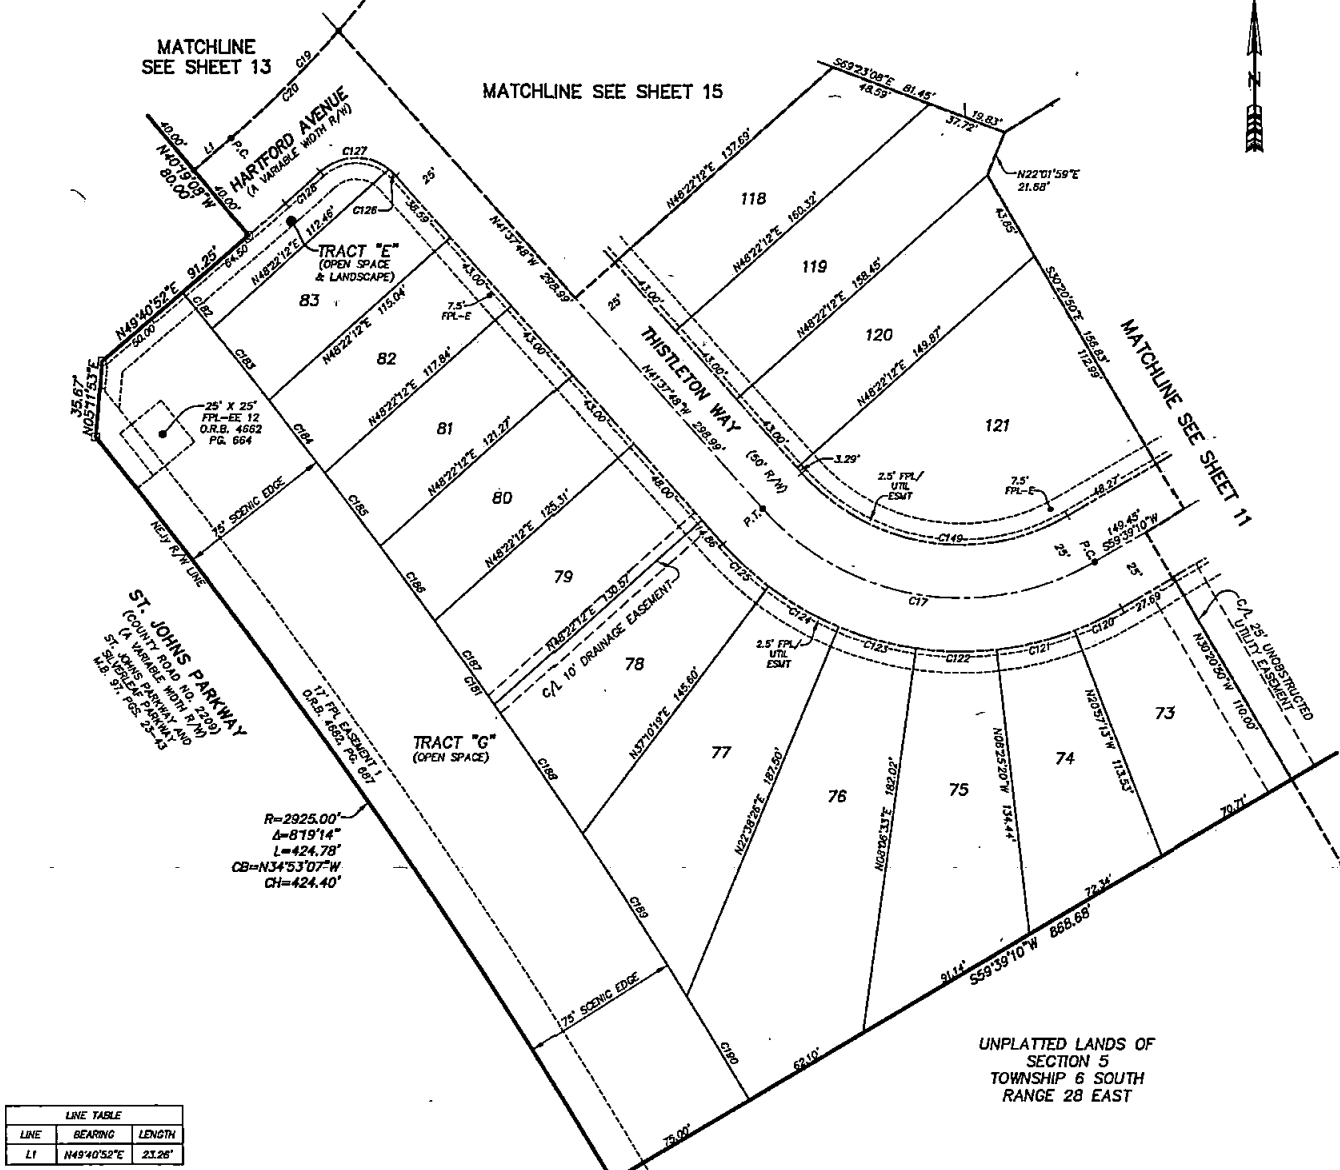 MATCHLINE
SEE SHEET 13
MATCHLINE SEE SHEET 15
N
C19
C20
HARTFORD AVENUE
(A VARIABLE WIDTH R/W)
L1
P.C.
40.00'
N40°19'08"W
80.00'
40.00'
C127
C128
C126
25'
38.59'
N41°37'48"W 298.99'
TRACT "E"
(OPEN SPACE
& LANDSCAPE)
64.50'
91.25'
N49°40'52"E
50.00'
35.67'
N05°11'53"E
25' X 25'
FPL-EE 12
O.R.B. 4662
PG. 664
N48°22'12"E 112.46'
83
N48°22'12"E 115.04'
82
N48°22'12"E 117.84'
81
N48°22'12"E 121.27'
80
N48°22'12"E 125.31'
79
N48°22'12"E 130.57'
C/L 10' DRAINAGE EASEMENT
78
N37°10'19"E 145.60'
77
N22°38'26"E 187.50'
76
N08°06'33"E 182.02'
75
N06°25'20"W 134.44'
74
N20°57'13"W 113.53'
73
N30°20'50"W 110.00'
C/L 25' UNOBSTRUCTED
UTILITY EASEMENT
7.5'
FPL-E
43.00'
43.00'
43.00'
48.00'
14.86'
C125
C124
C123
C122
C121
C120
27.69'
2.5' FPL/
UTIL
ESMT
C182
C183
C184
C185
C186
C187
C181
C188
C189
C190
S69°23'08"E 81.45'
48.59'
19.83'
37.72'
N22°01'59"E
21.68'
43.85'
S30°20'50"E 156.83'
112.99'
N48°22'12"E 137.69'
118
N48°22'12"E 160.32'
119
N48°22'12"E 158.45'
120
N48°22'12"E 149.87'
121
25'
43.00'
43.00'
43.00'
3.29'
THISTLETON WAY
(50' R/W)
N41°37'48"W 298.99'
P.T.
2.5' FPL/
UTIL
ESMT
7.5'
FPL-E
48.27'
C149
C17
25'
P.C.
25'
149.45'
S59°39'10"W
MATCHLINE SEE SHEET 11
75' SCENIC EDGE
NE-ly R/W LINE
ST. JOHNS PARKWAY
(COUNTY ROAD NO. 2209)
(A VARIABLE WIDTH R/W)
ST. JOHNS PARKWAY AND
SILVERLEAF PARKWAY
M.B. 97, PGS. 23-43
17' FPL EASEMENT 1
O.R.B. 4662, PG. 667
TRACT "G"
(OPEN SPACE)
R=2925.00'
Δ=8°19'14"
L=424.78'
CB=N34°53'07"W
CH=424.40'
75' SCENIC EDGE
70.71'
72.34'
S59°39'10"W 868.68'
91.14'
62.10'
75.00'
UNPLATTED LANDS OF
SECTION 5
TOWNSHIP 6 SOUTH
RANGE 28 EAST
LINE TABLE
LINE BEARING LENGTH
L1 N49°40'52"E 23.26'